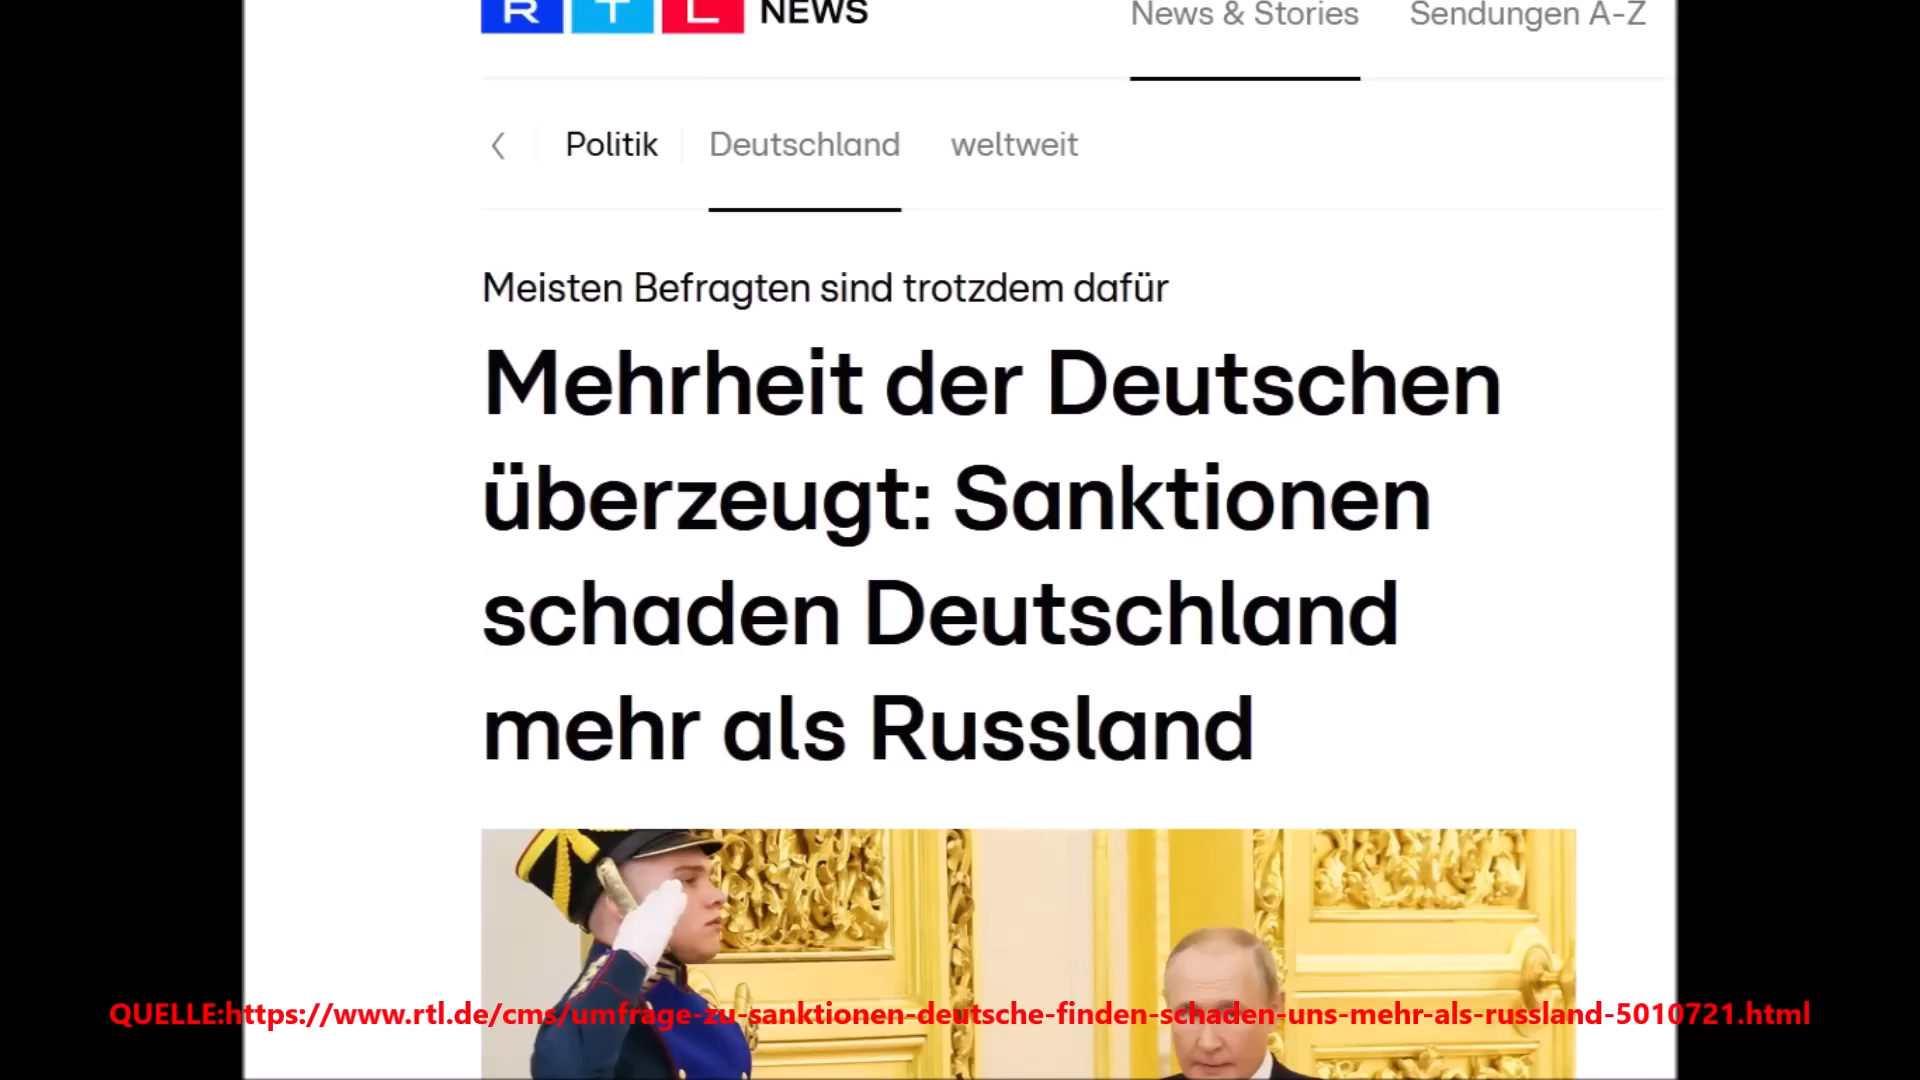 RTL NEWS
News & Stories Sendungen A-Z
Politik Deutschland weltweit
Meisten Befragten sind trotzdem dafür
Mehrheit der Deutschen
überzeugt: Sanktionen
schaden Deutschland
mehr als Russland
QUELLE:https://www.rtl.de/cms/umfrage-zu-sanktionen-deutsche-finden-schaden-uns-mehr-als-russland-5010721.html